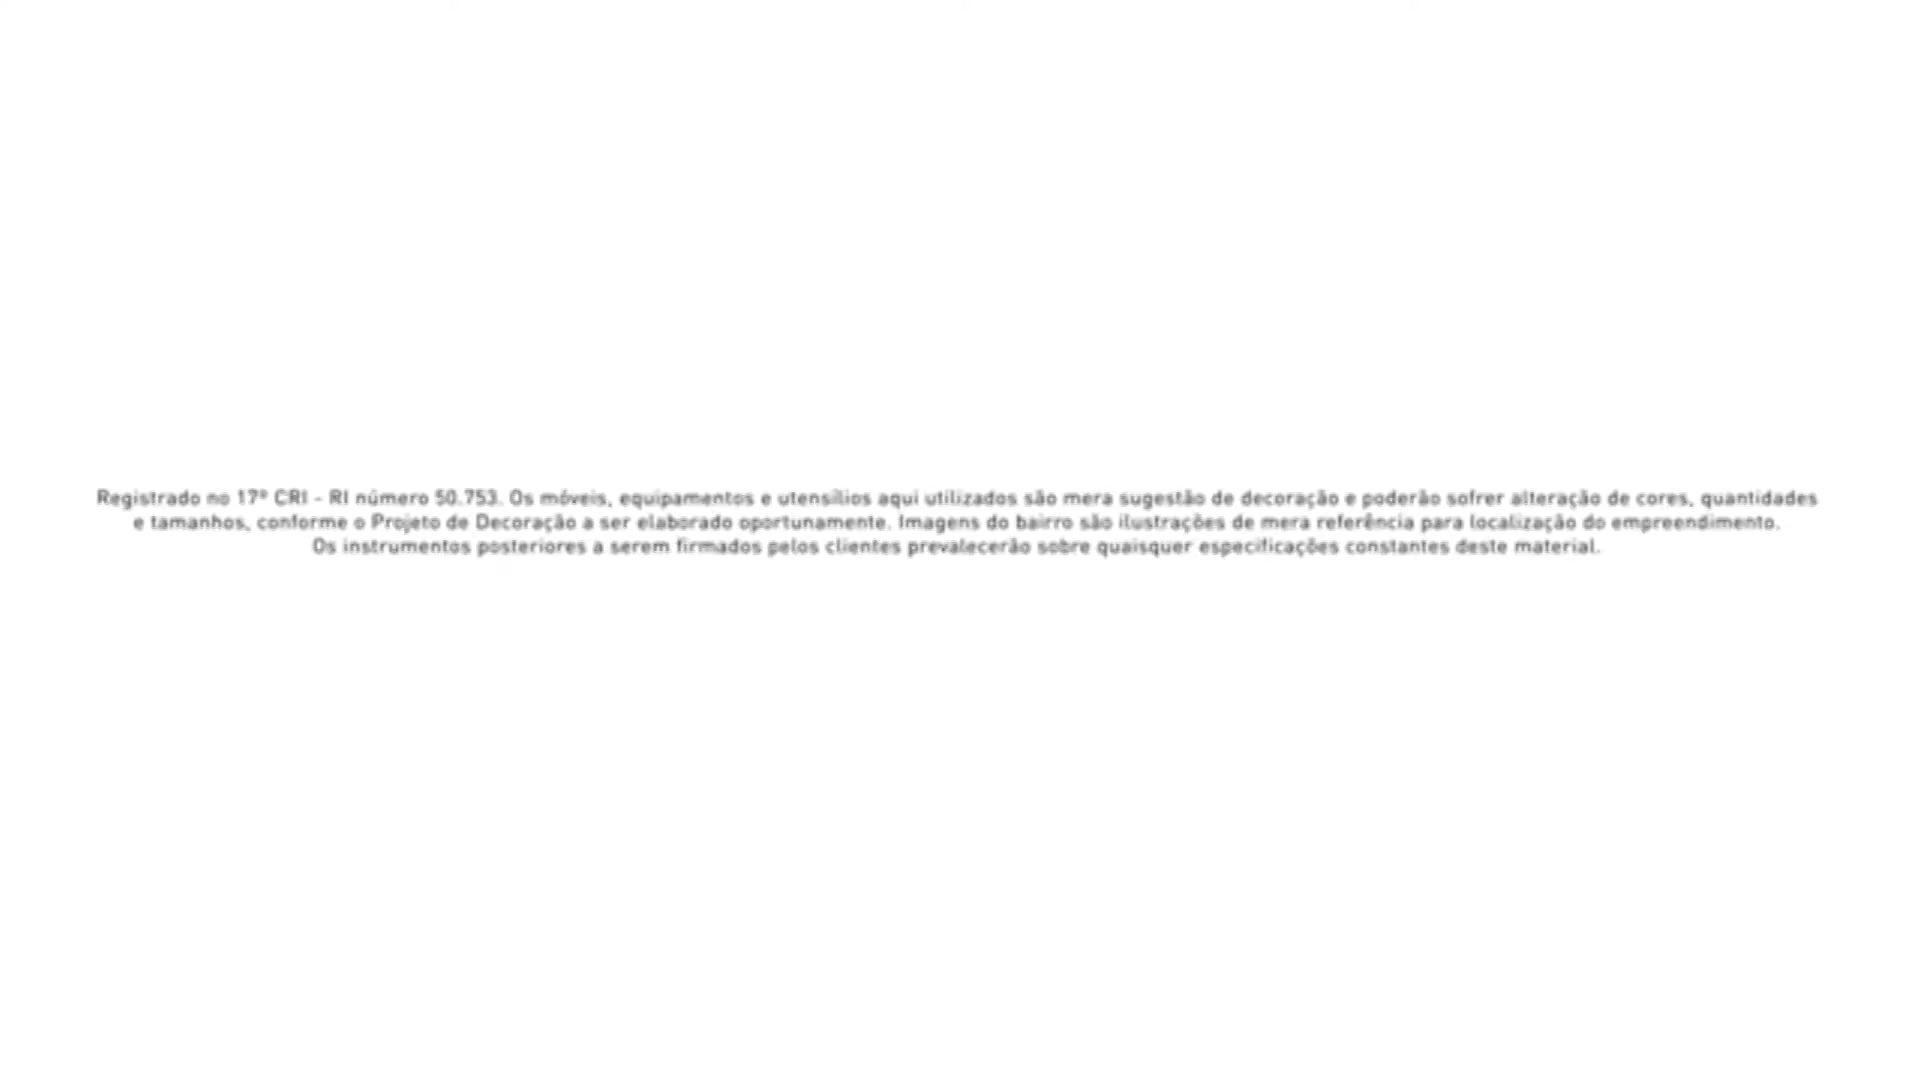 Registrado no 17º CRI - RI número 50.753. Os móveis, equipamentos e utensílios aqui utilizados são mera sugestão de decoração e poderão sofrer alteração de cores, quantidades
e tamanhos, conforme o Projeto de Decoração a ser elaborado oportunamente. Imagens do bairro são ilustrações de mera referência para localização do empreendimento.
Os instrumentos posteriores a serem firmados pelos clientes prevalecerão sobre quaisquer especificações constantes deste material.